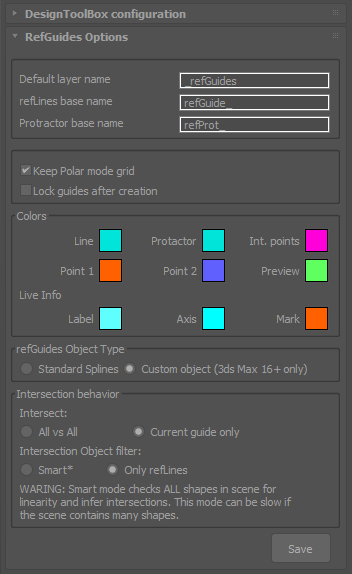 DesignToolBox configuration
RefGuides Options
Default layer name _refGuides
refLines base name refGuide_
Protractor base name refProt_
Keep Polar mode grid
Lock guides after creation
Colors
Line Protactor Int. points
Point 1 Point 2 Preview
Live Info
Label Axis Mark
refGuides Object Type
Standard Splines Custom object (3ds Max 16+ only)
Intersection behavior
Intersect:
All vs All Current guide only
Intersection Object filter:
Smart* Only refLines
WARING: Smart mode checks ALL shapes in scene for
linearity and infer intersections. This mode can be slow if
the scene contains many shapes.
Save